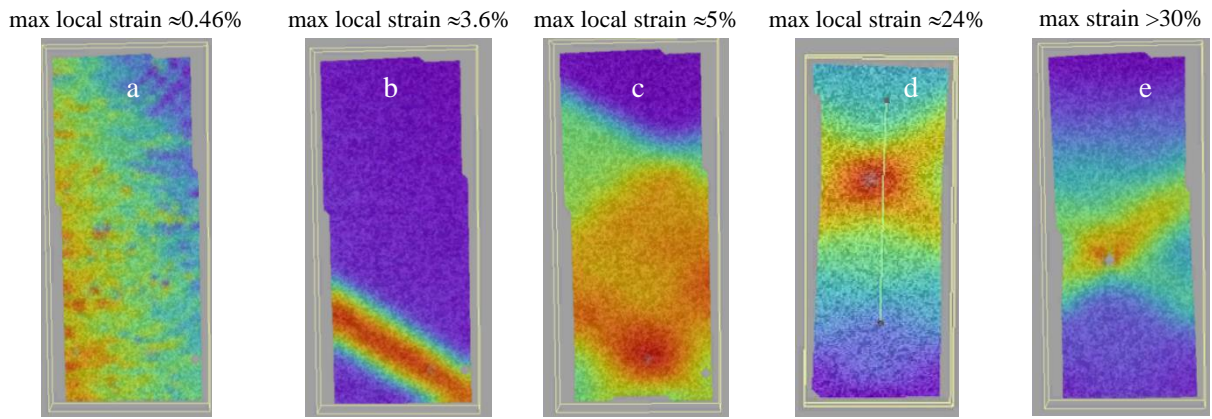 max local strain ≈0.46%
max local strain ≈3.6%
max local strain ≈5%
max local strain ≈24%
max strain >30%
a
b
c
d
e